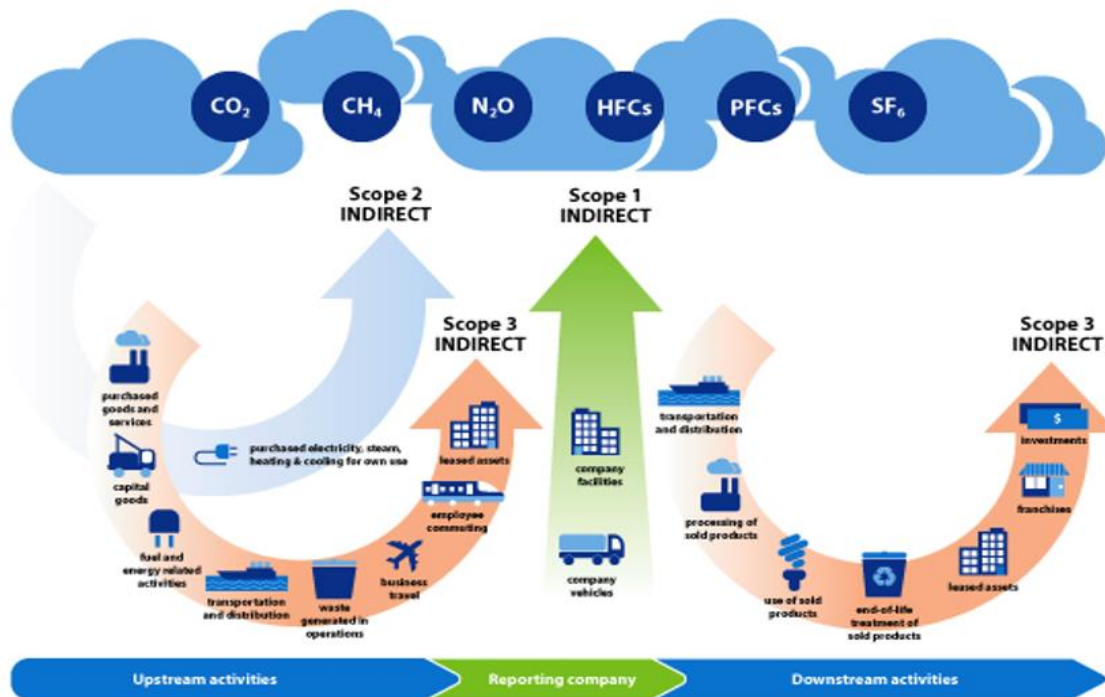 CO₂
CH₄
N₂O
HFCs
PFCs
SF₆
Scope 2
INDIRECT
Scope 1
INDIRECT
Scope 3
INDIRECT
Scope 3
INDIRECT
purchased
goods and
services
capital
goods
fuel and
energy related
activities
transportation
and distribution
waste
generated in
operations
business
travel
employee
commuting
leased assets
purchased electricity, steam,
heating & cooling for own use
company
facilities
company
vehicles
transportation
and distribution
processing of
sold products
use of sold
products
end-of-life
treatment of
sold products
leased assets
franchises
$
investments
Upstream activities
Reporting company
Downstream activities